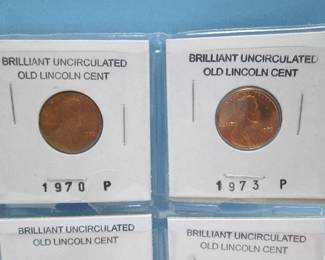 BRILLIANT UNCIRCULATED
OLD LINCOLN CENT
1970 P
BRILLIANT UNCIRCULATED
OLD LINCOLN CENT
1973 P
BRILLIANT UNCIRCULATED
OLD LINCOLN CENT
BRILLIANT UNCIRCULATED
OLD LINCOLN CENT